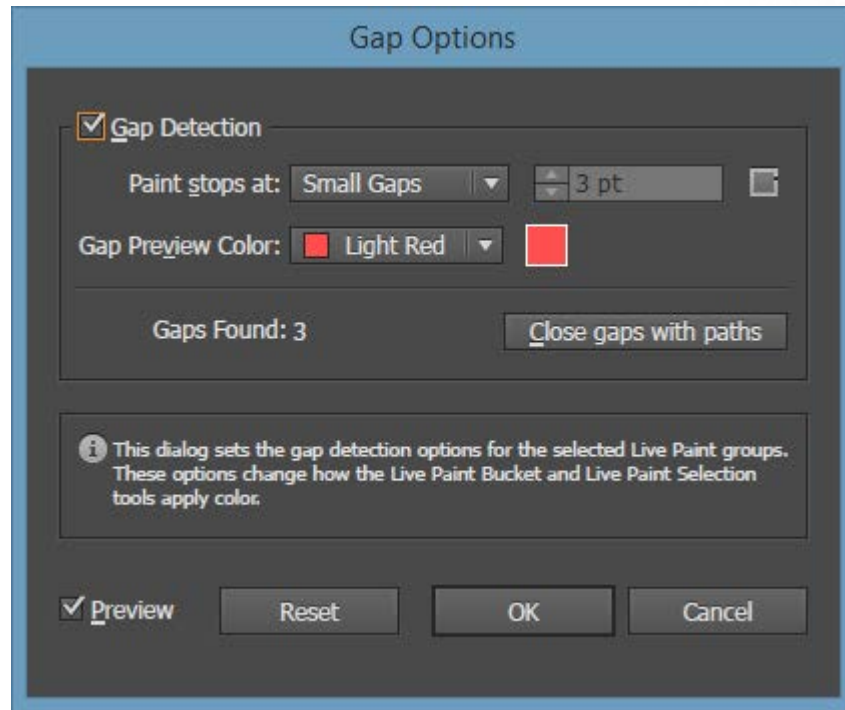 Gap Options
Gap Detection
Paint stops at: Small Gaps 3 pt
Gap Preview Color: Light Red
Gaps Found: 3 Close gaps with paths
This dialog sets the gap detection options for the selected Live Paint groups.
These options change how the Live Paint Bucket and Live Paint Selection
tools apply color.
Preview Reset OK Cancel